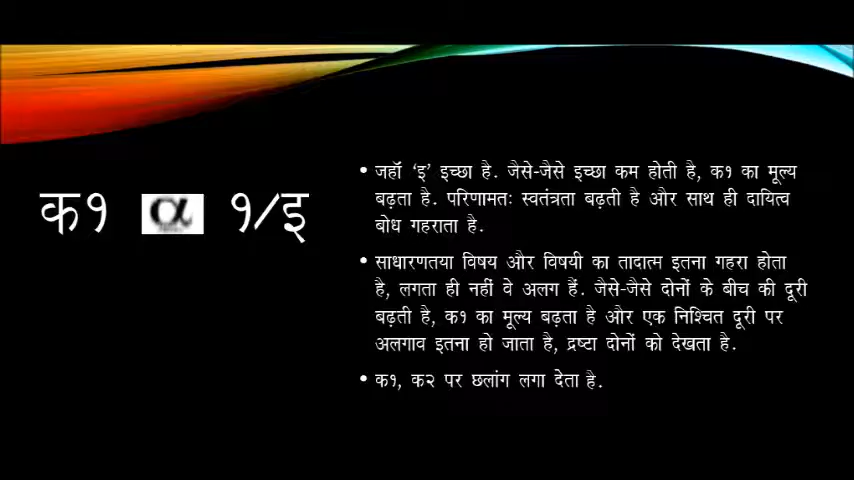 क१ α १/इ
• जहाँ ‘इ’ इच्छा है. जैसे-जैसे इच्छा कम होती है, क१ का मूल्य
बढ़ता है. परिणामतः स्वतंत्रता बढ़ती है और साथ ही दायित्व
बोध गहराता है.
• साधारणतया विषय और विषयी का तादात्म इतना गहरा होता
है, लगता ही नहीं वे अलग हैं. जैसे-जैसे दोनों के बीच की दूरी
बढ़ती है, क१ का मूल्य बढ़ता है और एक निश्चित दूरी पर
अलगाव इतना हो जाता है, द्रष्टा दोनों को देखता है.
• क१, क२ पर छलांग लगा देता है.